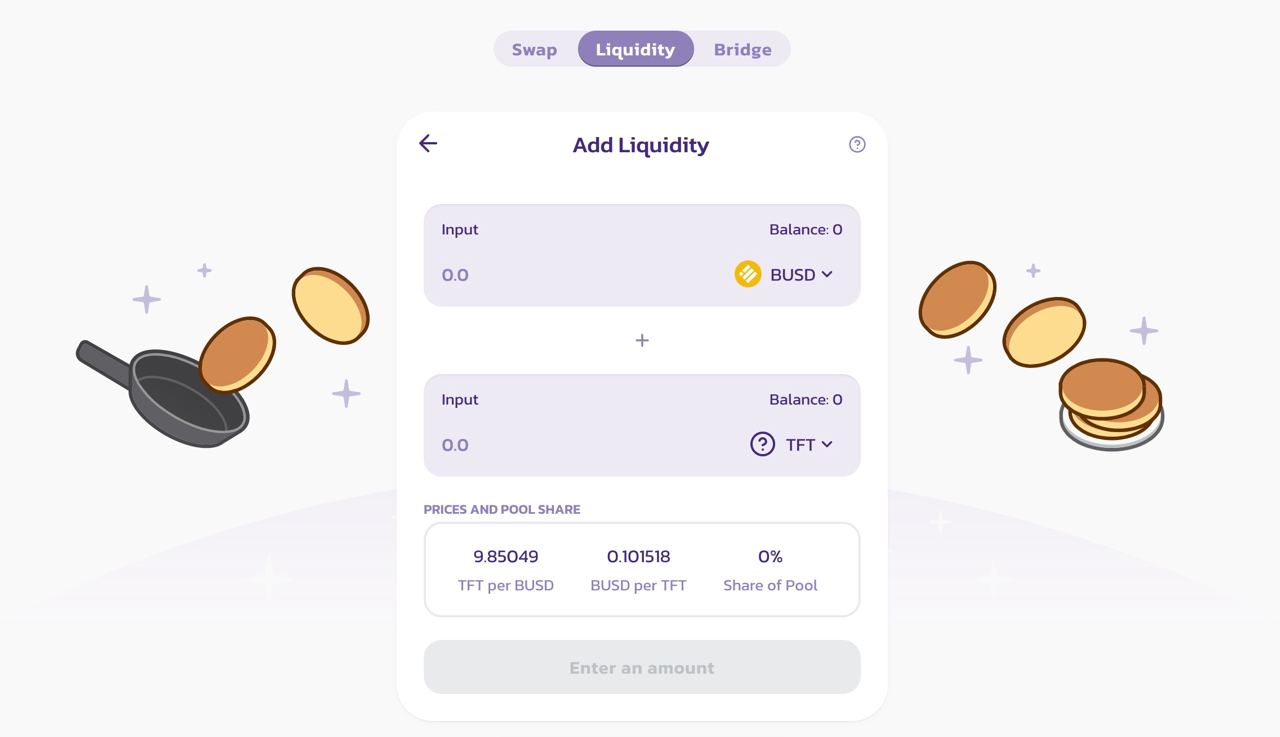 Swap Liquidity Bridge
Add Liquidity
Input Balance: 0
0.0 BUSD
+
Input Balance: 0
0.0 TFT
PRICES AND POOL SHARE
9.85049 0.101518 0%
TFT per BUSD BUSD per TFT Share of Pool
Enter an amount